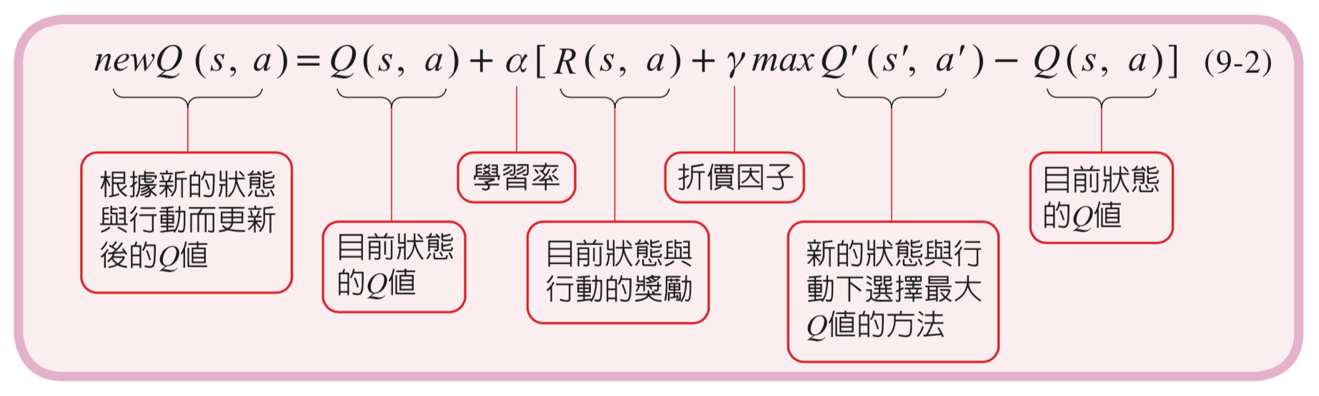 newQ (s, a) = Q(s, a) + α[R(s, a) + γmaxQ′(s′, a′) − Q(s, a)] (9-2)
根據新的狀態
與行動而更新
後的Q值
目前狀態
的Q值
學習率
目前狀態與
行動的獎勵
折價因子
新的狀態與行
動下選擇最大
Q值的方法
目前狀態
的Q值